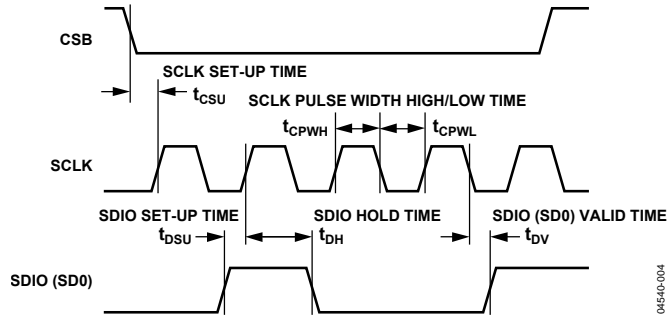 CSB
SCLK SET-UP TIME
tCSU
SCLK PULSE WIDTH HIGH/LOW TIME
tCPWH
tCPWL
SCLK
SDIO SET-UP TIME
SDIO HOLD TIME
SDIO (SD0) VALID TIME
tDSU
tDH
tDV
SDIO (SD0)
04540-004